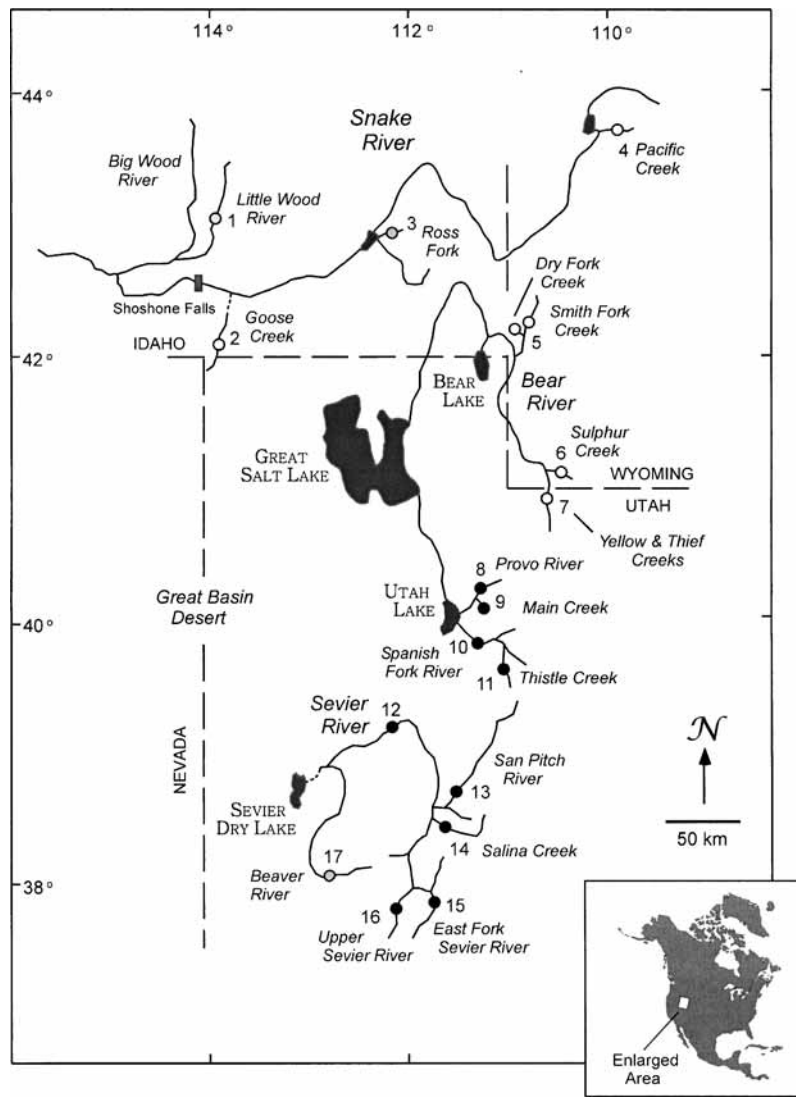 114°
112°
110°
44°
Snake
River
Big Wood
River
4
Pacific
Creek
Little Wood
River
1
3
Ross
Fork
Dry Fork
Creek
Smith Fork
Creek
Shoshone Falls
Goose
Creek
2
5
IDAHO
42°
BEAR
LAKE
Bear
River
Sulphur
Creek
6
GREAT
SALT LAKE
WYOMING
UTAH
7
Yellow & Thief
Creeks
8
Provo River
Great Basin
Desert
UTAH
LAKE
9
Main Creek
40°
10
Spanish
Fork River
11
Thistle Creek
Sevier
River
12
NEVADA
San Pitch
River
N
13
SEVIER
DRY LAKE
50 km
14
Salina Creek
17
Beaver
River
38°
16
15
Upper
Sevier River
East Fork
Sevier River
Enlarged
Area